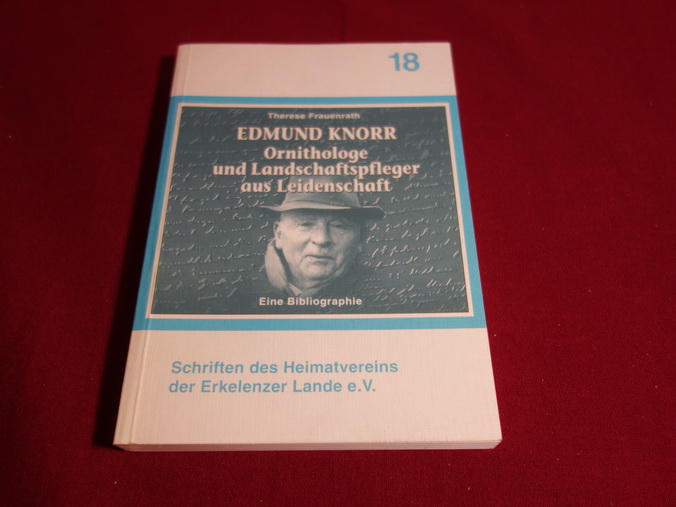 18
Therese Frauenrath
EDMUND KNORR
Ornithologe
und Landschaftspfleger
aus Leidenschaft
Eine Bibliographie
Schriften des Heimatvereins
der Erkelenzer Lande e.V.